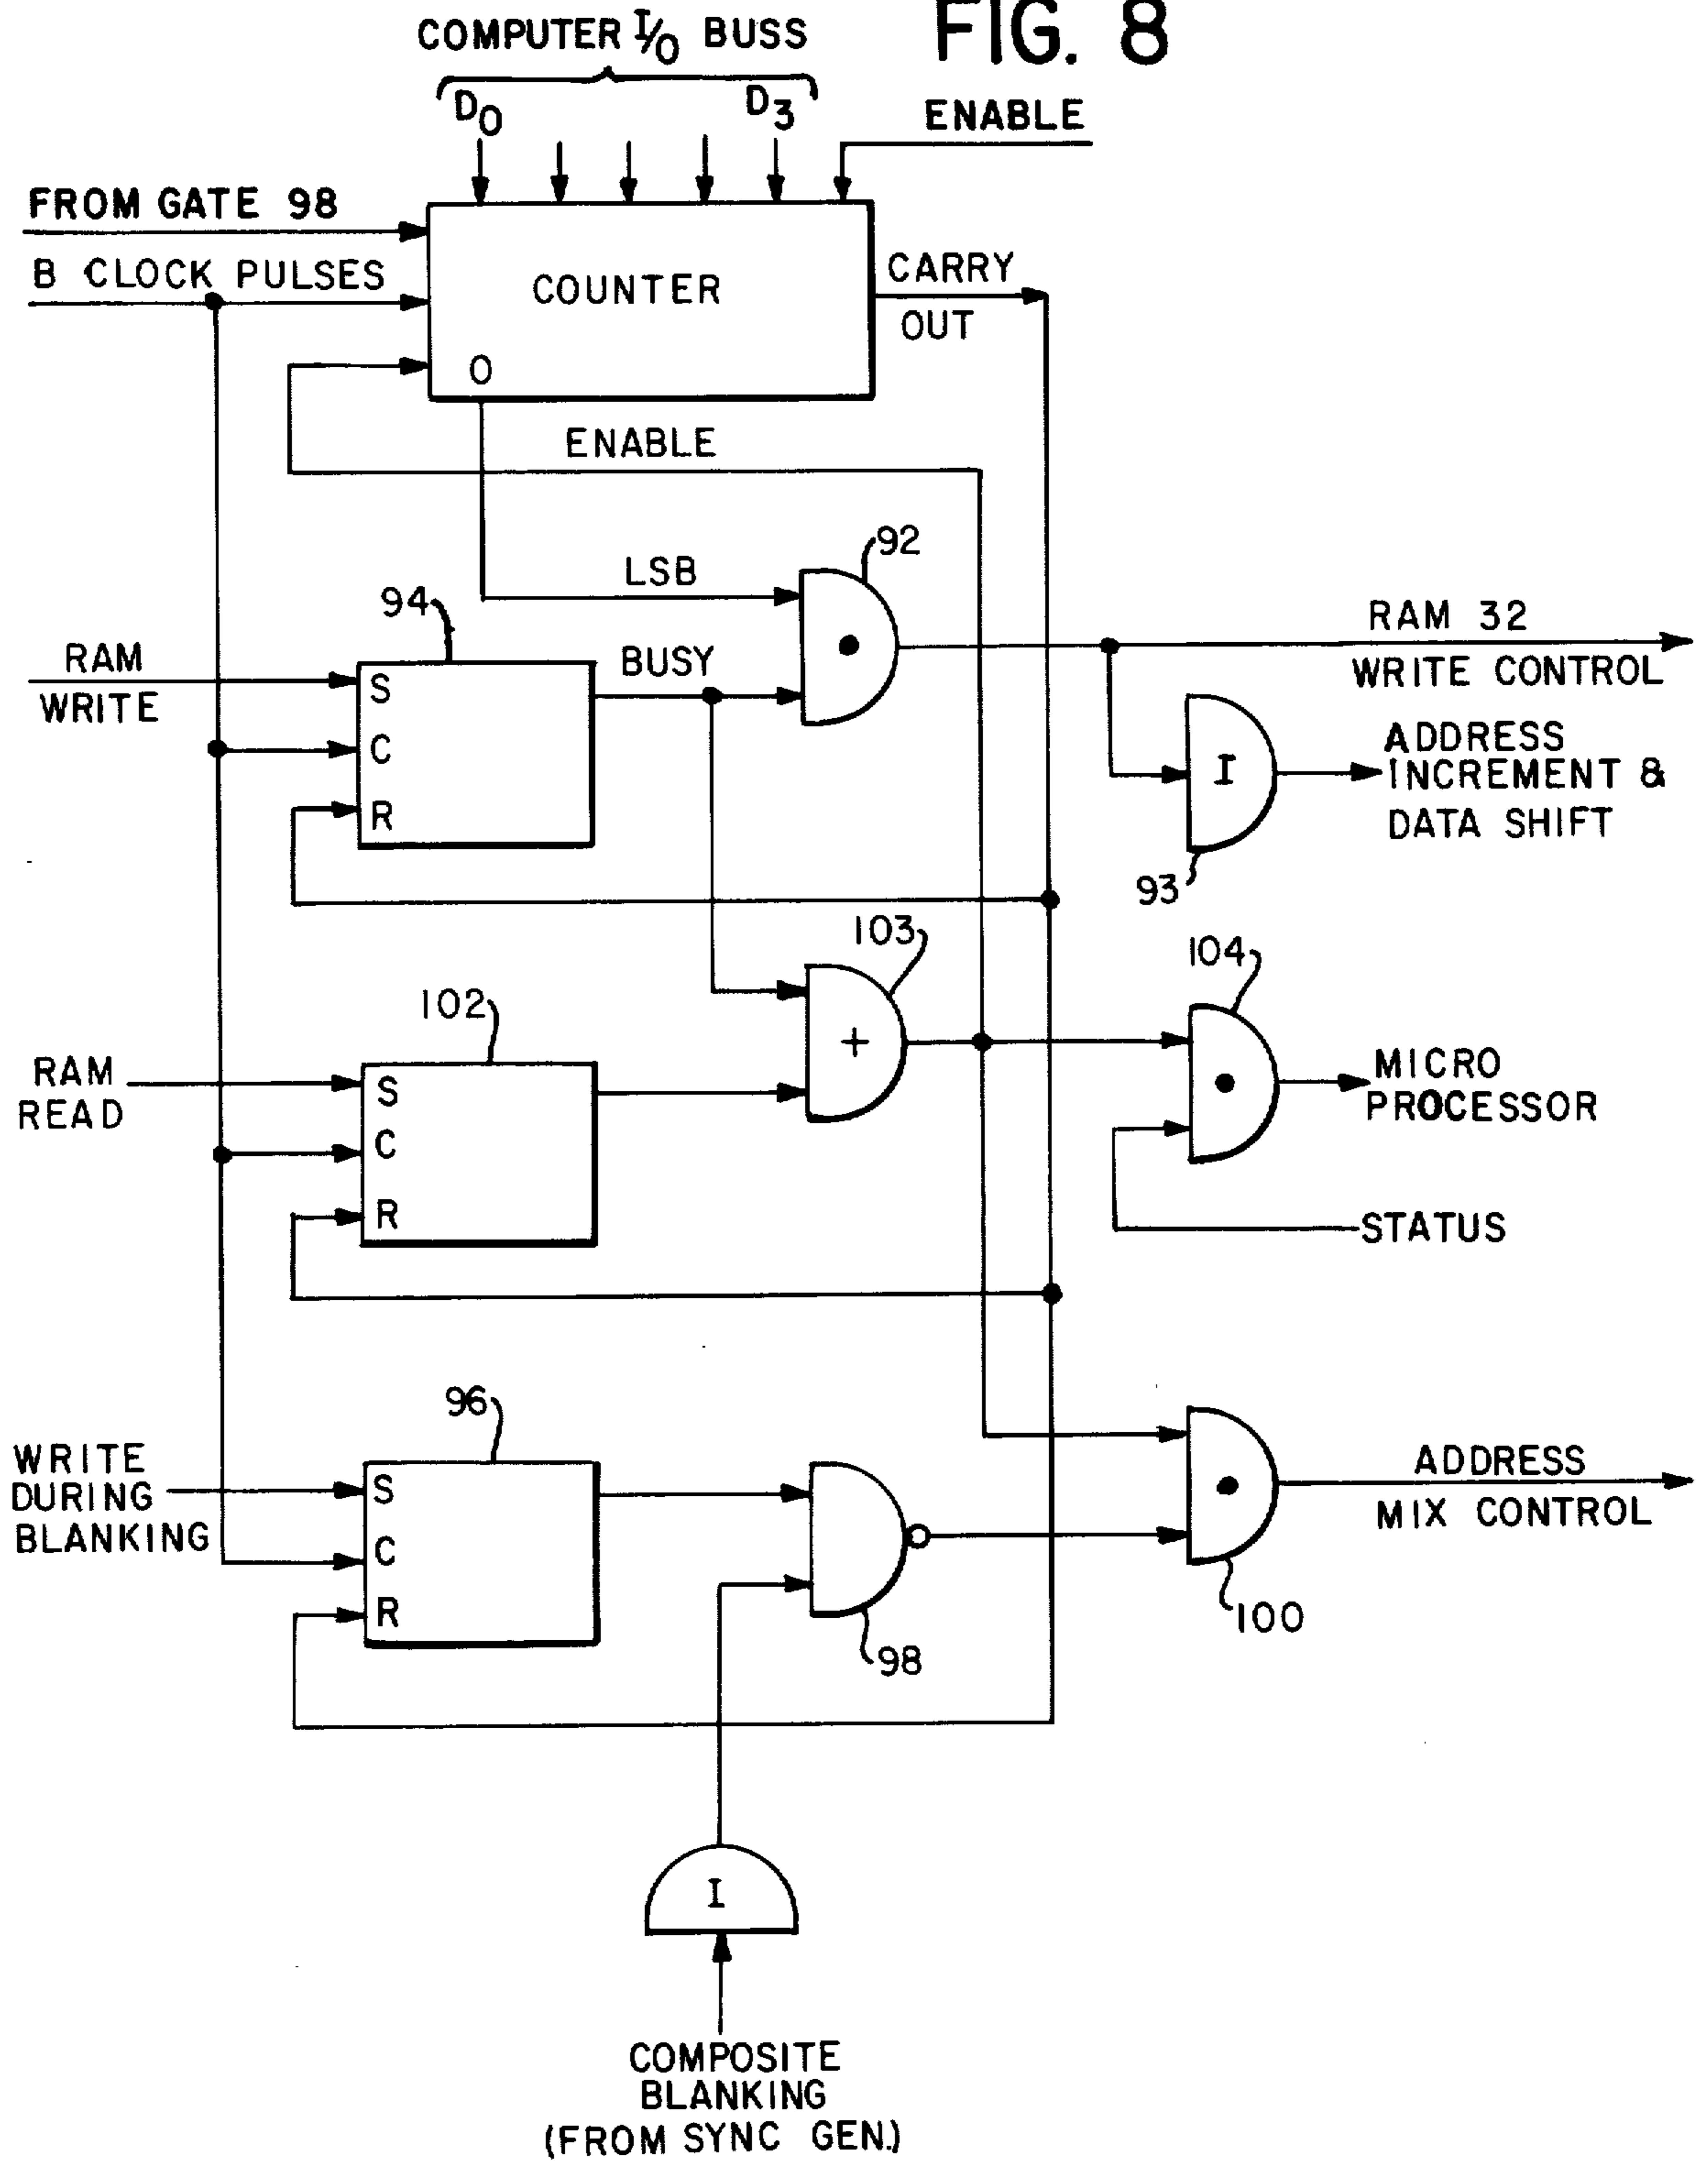 FIG. 8
COMPUTER I/O BUSS
D0 D3
ENABLE
FROM GATE 98
B CLOCK PULSES
COUNTER
CARRY
OUT
O
ENABLE
92
LSB
94
RAM 32
WRITE CONTROL
RAM
WRITE
BUSY
S
C
R
I
ADDRESS
INCREMENT &
DATA SHIFT
93
103
104
102
+
RAM
READ
S
C
R
MICRO
PROCESSOR
STATUS
96
WRITE
DURING
BLANKING
S
C
R
ADDRESS
MIX CONTROL
100
98
I
COMPOSITE
BLANKING
(FROM SYNC GEN.)